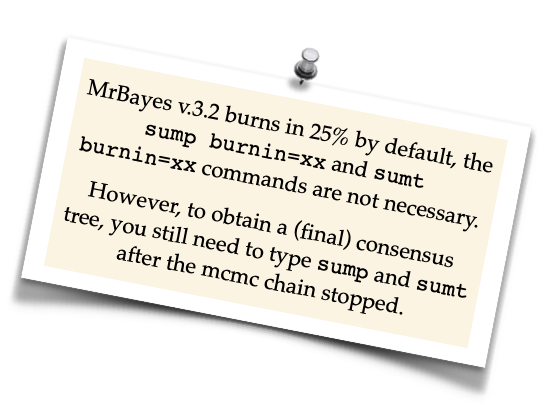 MrBayes v.3.2 burns in 25% by default, the
sump burnin=xx and sumt
burnin=xx commands are not necessary.
However, to obtain a (final) consensus
tree, you still need to type sump and sumt
after the mcmc chain stopped.